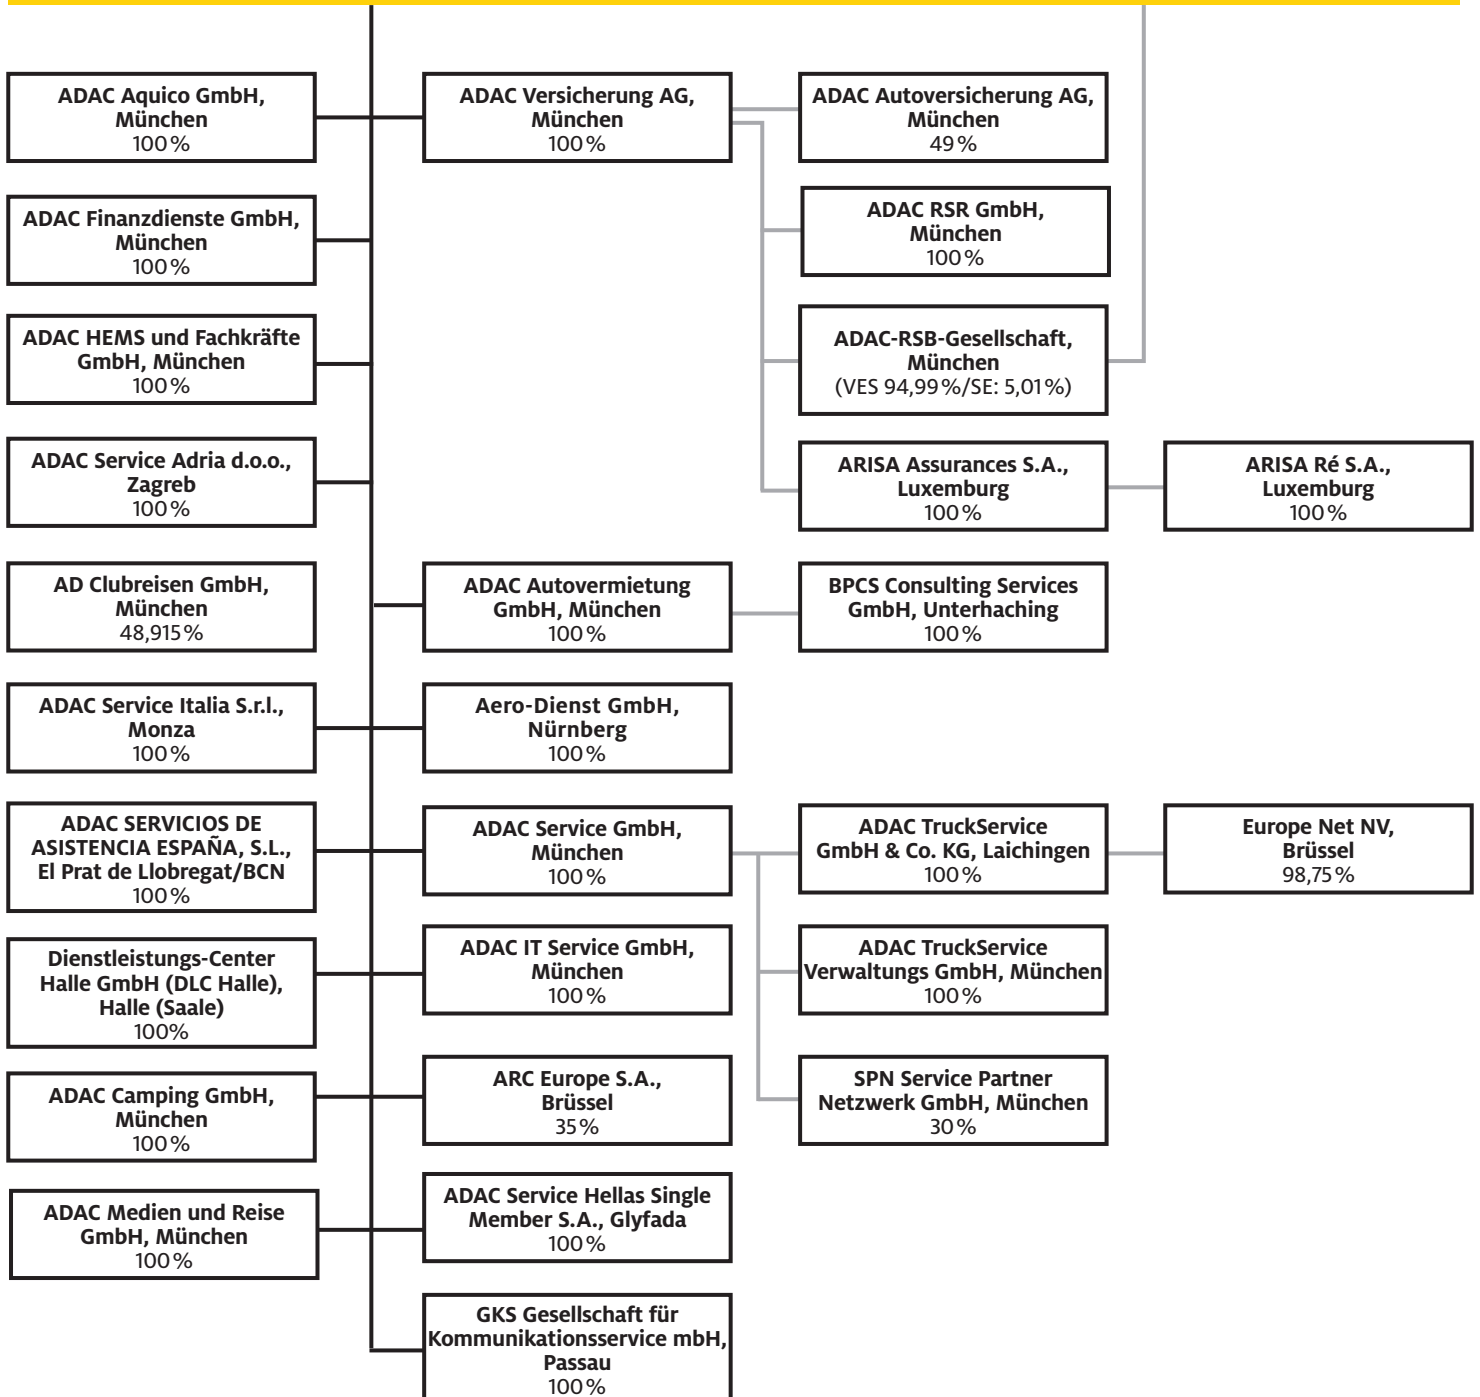 ADAC Aquico GmbH,
München
100 %
ADAC Versicherung AG,
München
100 %
ADAC Autoversicherung AG,
München
49 %
ADAC Finanzdienste GmbH,
München
100 %
ADAC RSR GmbH,
München
100 %
ADAC HEMS und Fachkräfte
GmbH, München
100 %
ADAC-RSB-Gesellschaft,
München
(VES 94,99 %/SE: 5,01 %)
ADAC Service Adria d.o.o.,
Zagreb
100 %
ARISA Assurances S.A.,
Luxemburg
100 %
ARISA Ré S.A.,
Luxemburg
100 %
AD Clubreisen GmbH,
München
48,915 %
ADAC Autovermietung
GmbH, München
100 %
BPCS Consulting Services
GmbH, Unterhaching
100 %
ADAC Service Italia S.r.l.,
Monza
100 %
Aero-Dienst GmbH,
Nürnberg
100 %
ADAC SERVICIOS DE
ASISTENCIA ESPAÑA, S.L.,
El Prat de Llobregat/BCN
100 %
ADAC Service GmbH,
München
100 %
ADAC TruckService
GmbH & Co. KG, Laichingen
100 %
Europe Net NV,
Brüssel
98,75 %
Dienstleistungs-Center
Halle GmbH (DLC Halle),
Halle (Saale)
100%
ADAC IT Service GmbH,
München
100 %
ADAC TruckService
Verwaltungs GmbH, München
100 %
ADAC Camping GmbH,
München
100 %
ARC Europe S.A.,
Brüssel
35 %
SPN Service Partner
Netzwerk GmbH, München
30 %
ADAC Medien und Reise
GmbH, München
100 %
ADAC Service Hellas Single
Member S.A., Glyfada
100 %
GKS Gesellschaft für
Kommunikationsservice mbH,
Passau
100 %